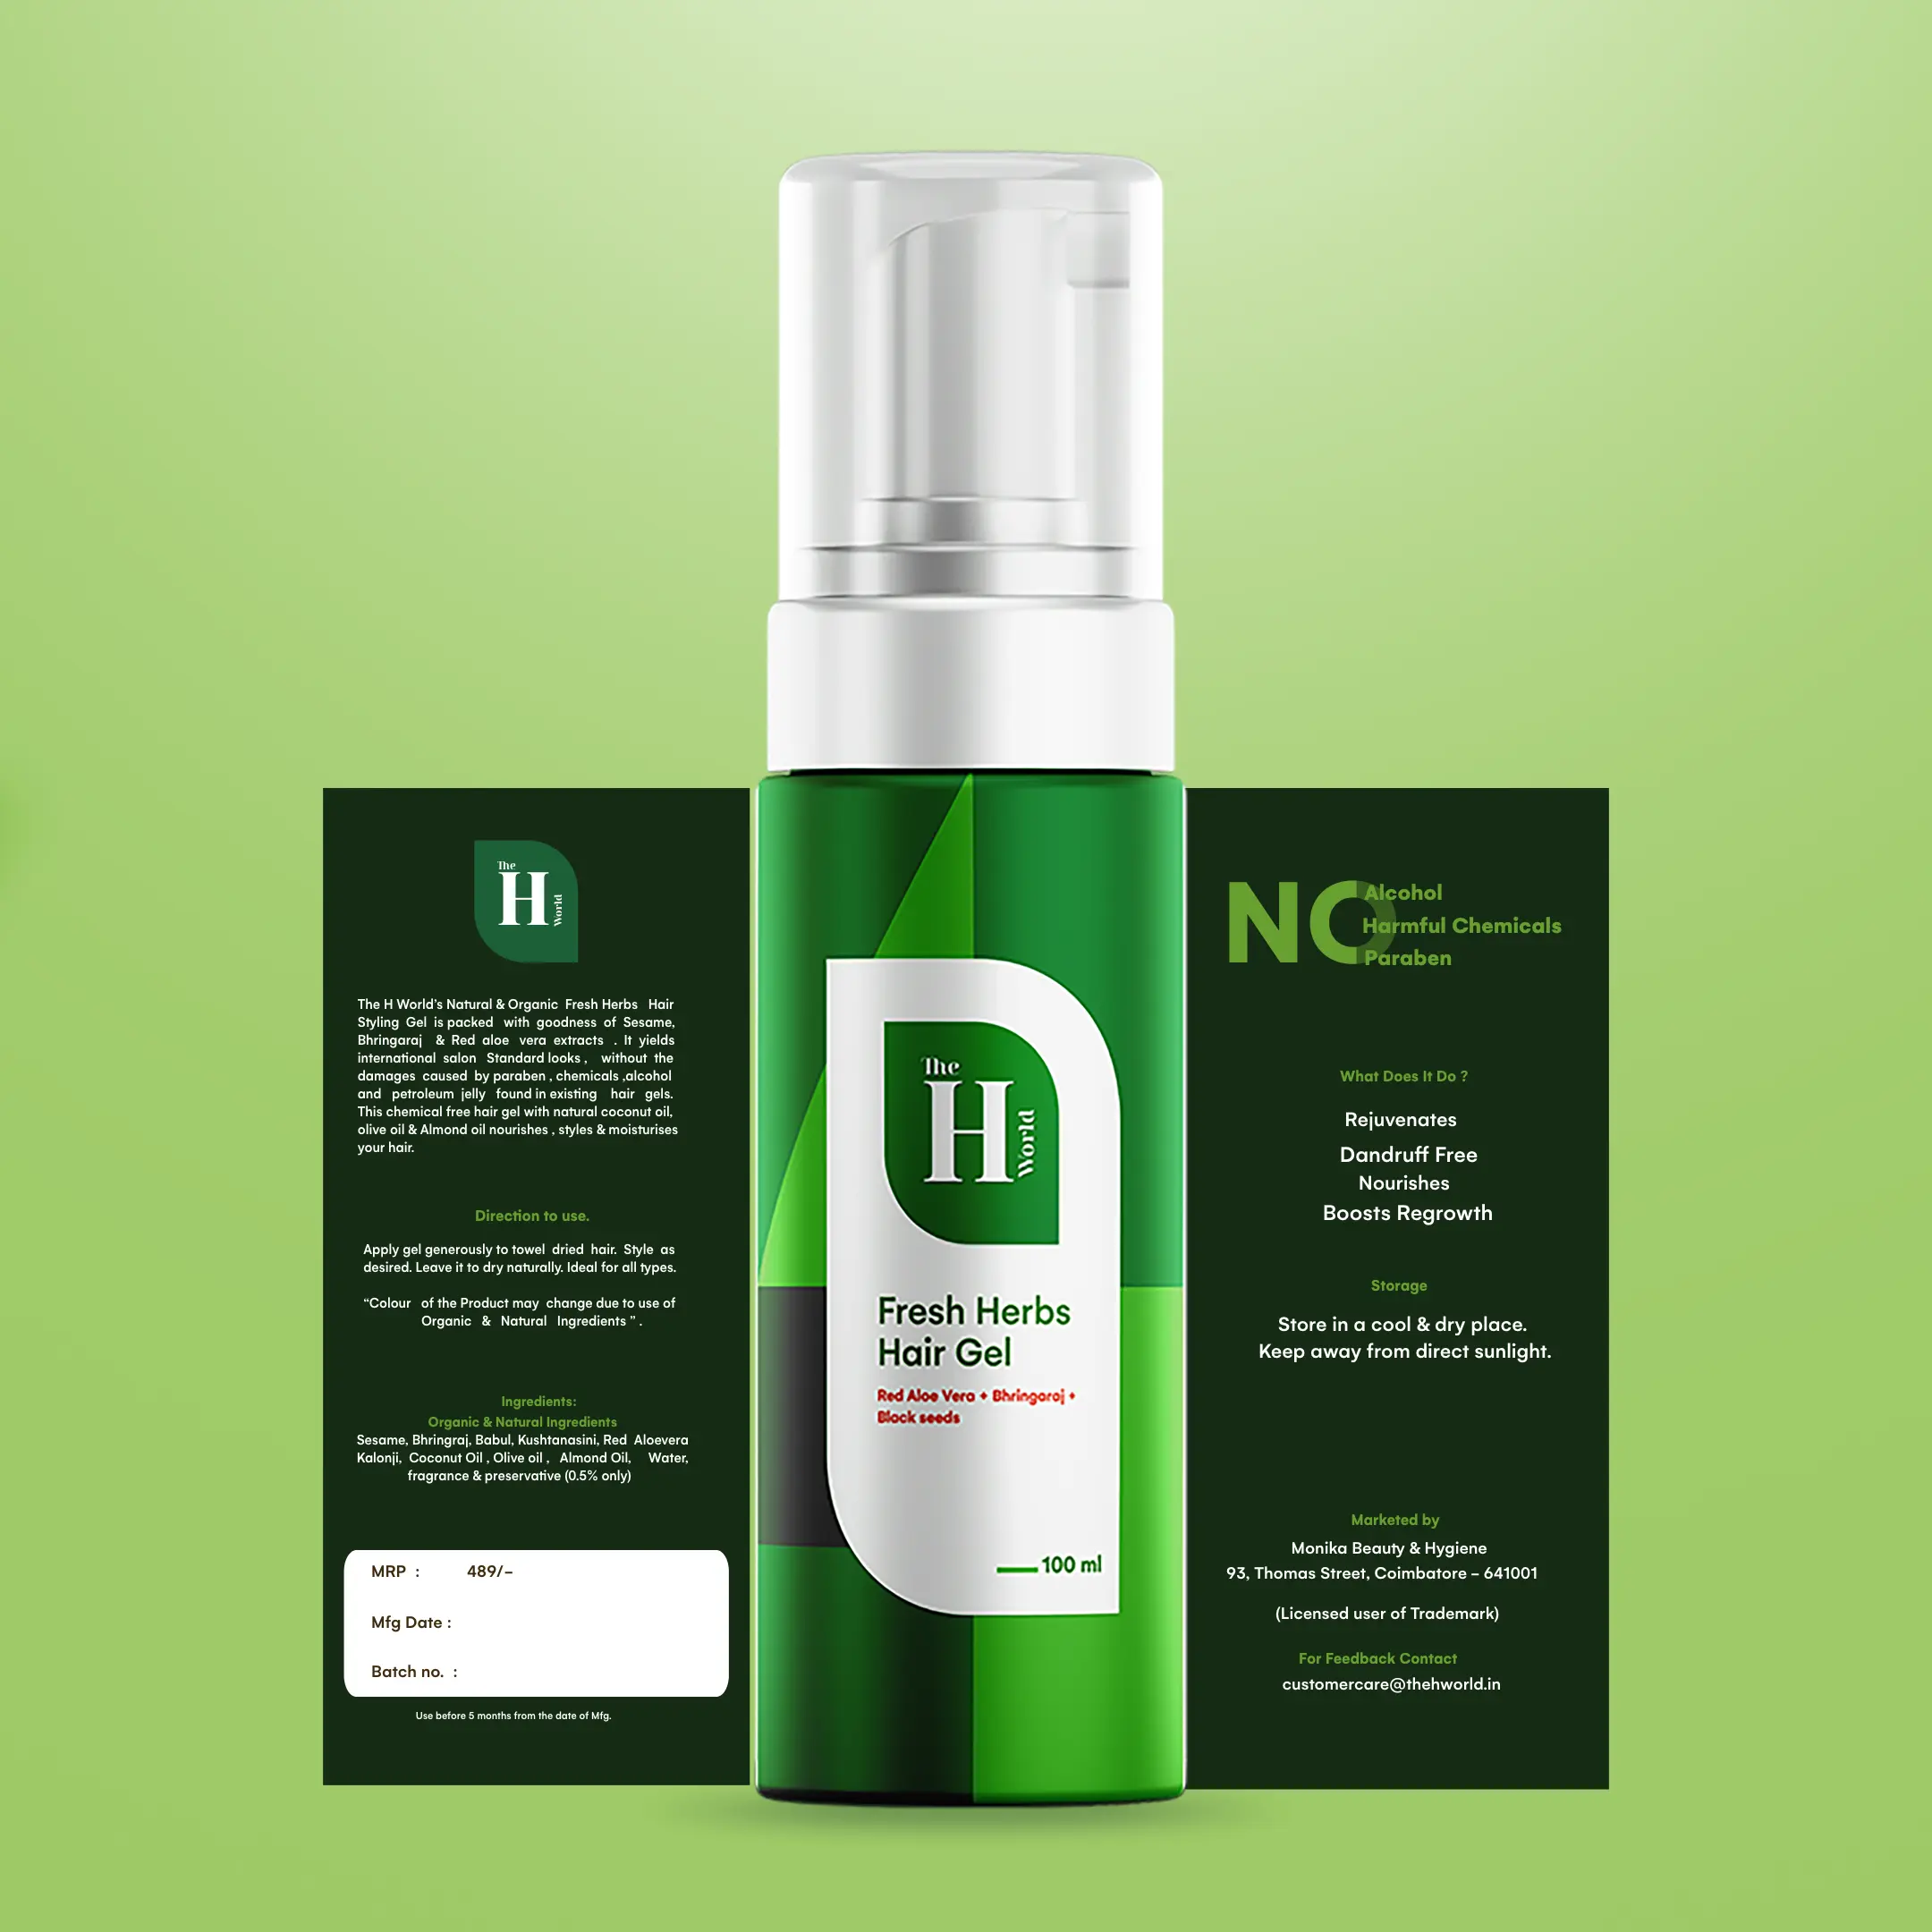 The
H
World
The H World's Natural & Organic Fresh Herbs Hair
Styling Gel is packed with goodness of Sesame,
Bhringaraj & Red aloe vera extracts . It yields
international salon Standard looks , without the
damages caused by paraben , chemicals ,alcohol
and petroleum jelly found in existing hair gels.
This chemical free hair gel with natural coconut oil,
olive oil & Almond oil nourishes , styles & moisturises
your hair.
Direction to use.
Apply gel generously to towel dried hair. Style as
desired. Leave it to dry naturally. Ideal for all types.
“Colour of the Product may change due to use of
Organic & Natural Ingredients ” .
Ingredients:
Organic & Natural Ingredients
Sesame, Bhringraj, Babul, Kushtanasini, Red Aloevera
Kalonji, Coconut Oil , Olive oil , Almond Oil, Water,
fragrance & preservative (0.5% only)
MRP : 489/-
Mfg Date :
Batch no. :
Use before 5 months from the date of Mfg.
The
H
World
Fresh Herbs
Hair Gel
Red Aloe Vera + Bhringaraj +
Black seeds
100 ml
NO
Alcohol
Harmful Chemicals
Paraben
What Does It Do ?
Rejuvenates
Dandruff Free
Nourishes
Boosts Regrowth
Storage
Store in a cool & dry place.
Keep away from direct sunlight.
Marketed by
Monika Beauty & Hygiene
93, Thomas Street, Coimbatore - 641001
(Licensed user of Trademark)
For Feedback Contact
customercare@thehworld.in